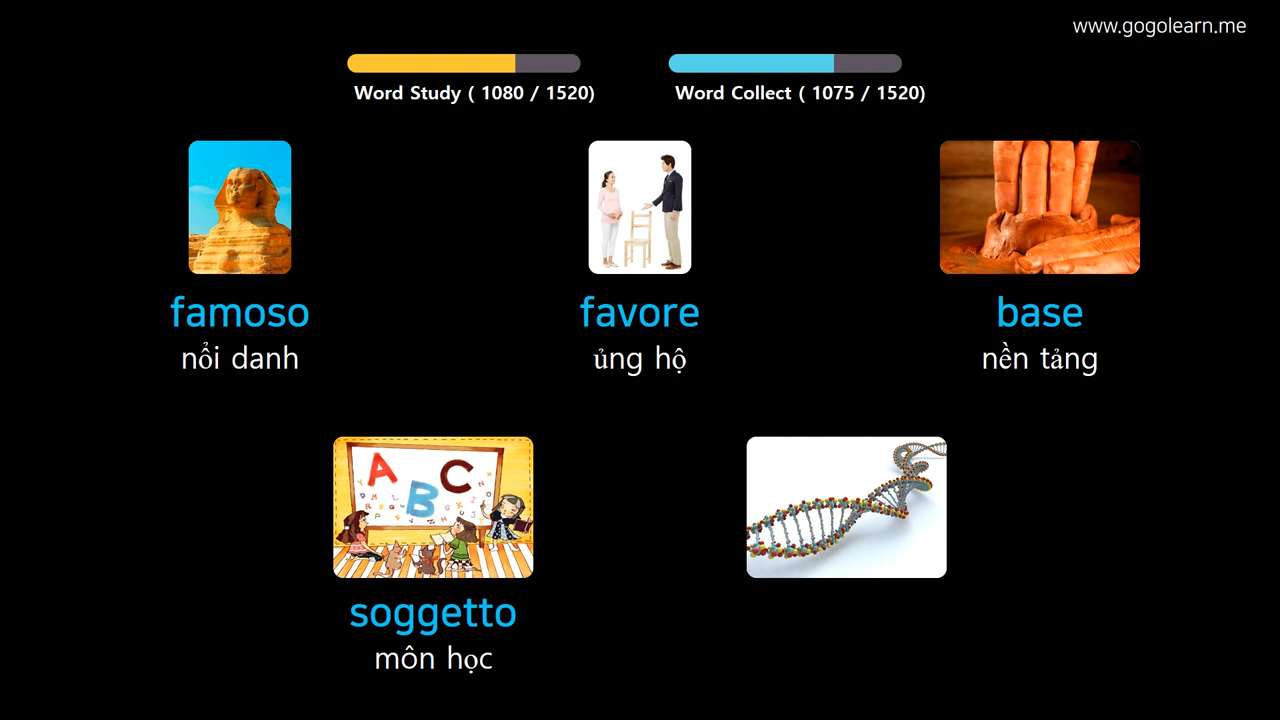 www.gogolearn.me
Word Study ( 1080 / 1520)
Word Collect ( 1075 / 1520)
famoso
nổi danh
favore
ủng hộ
base
nền tảng
A B C
soggetto
môn học